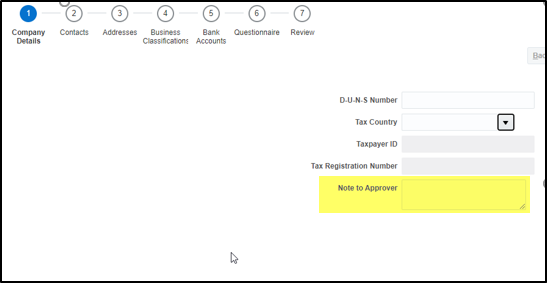 1 2 3 4 5 6 7
Company Details Contacts Addresses Business Classifications Bank Accounts Questionnaire Review
Bac
D-U-N-S Number
Tax Country
Taxpayer ID
Tax Registration Number
Note to Approver